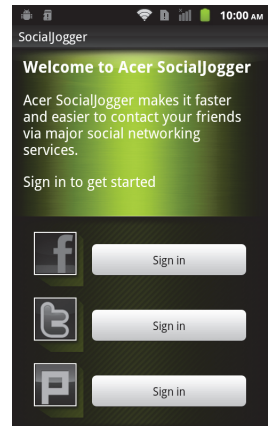 10:00 AM
SocialJogger
Welcome to Acer SocialJogger
Acer SocialJogger makes it faster
and easier to contact your friends
via major social networking
services.
Sign in to get started
f
Sign in
t
Sign in
P
Sign in